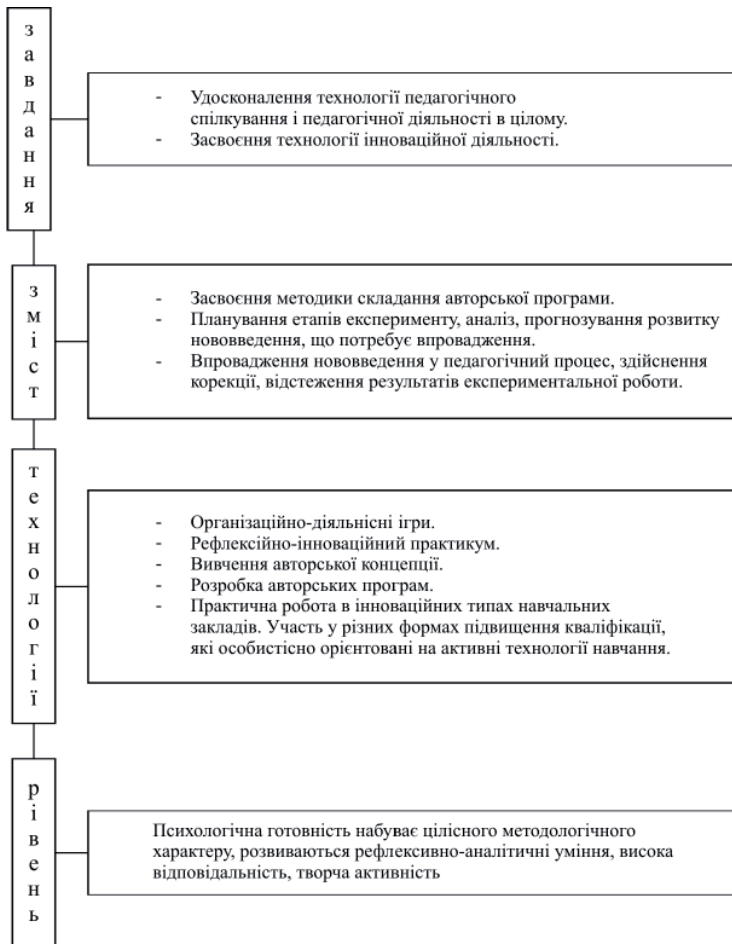 завдання
- Удосконалення технології педагогічного
спілкування і педагогічної діяльності в цілому.
- Засвоєння технології інноваційної діяльності.
зміст
- Засвоєння методики складання авторської програми.
- Планування етапів експерименту, аналіз, прогнозування розвитку
нововведення, що потребує впровадження.
- Впровадження нововведення у педагогічний процес, здійснення
корекції, відстеження результатів експериментальної роботи.
технології
- Організаційно-діяльнісні ігри.
- Рефлексійно-інноваційний практикум.
- Вивчення авторської концепції.
- Розробка авторських програм.
- Практична робота в інноваційних типах навчальних
закладів. Участь у різних формах підвищення кваліфікації,
які особистісно орієнтовані на активні технології навчання.
рівень
Психологічна готовність набуває цілісного методологічного
характеру, розвиваються рефлексивно-аналітичні уміння, висока
відповідальність, творча активність